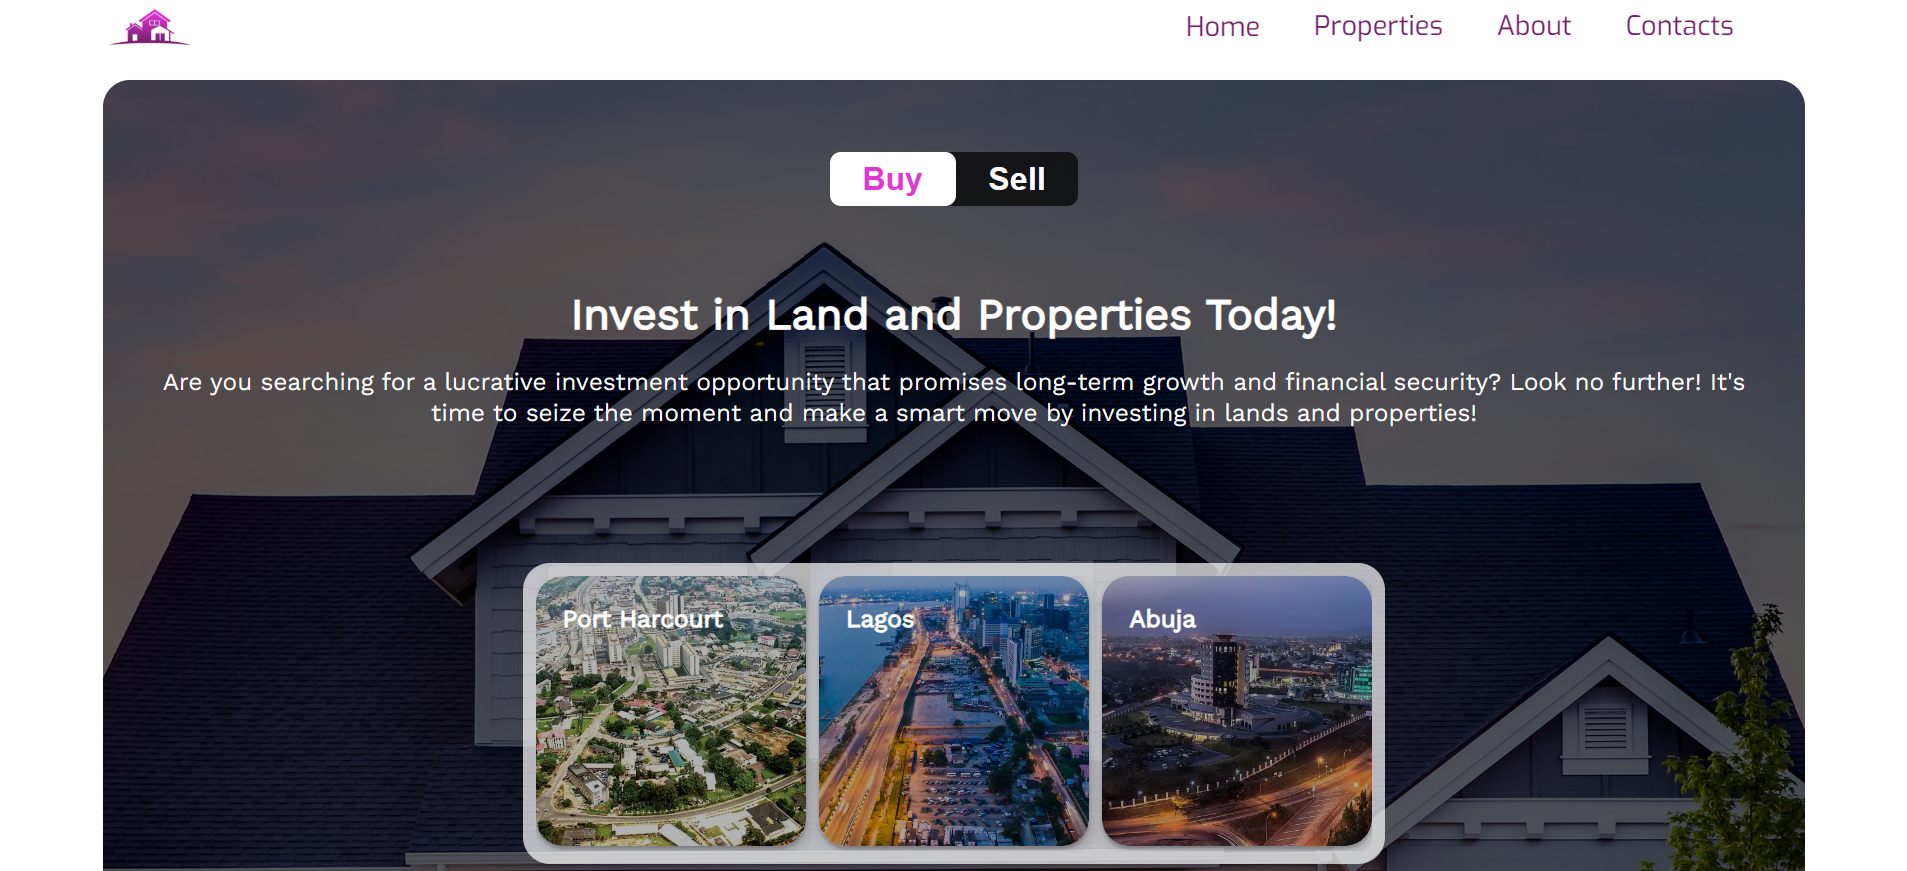 Home Properties About Contacts
Buy Sell
Invest in Land and Properties Today!
Are you searching for a lucrative investment opportunity that promises long-term growth and financial security? Look no further! It's
time to seize the moment and make a smart move by investing in lands and properties!
Port Harcourt Lagos Abuja